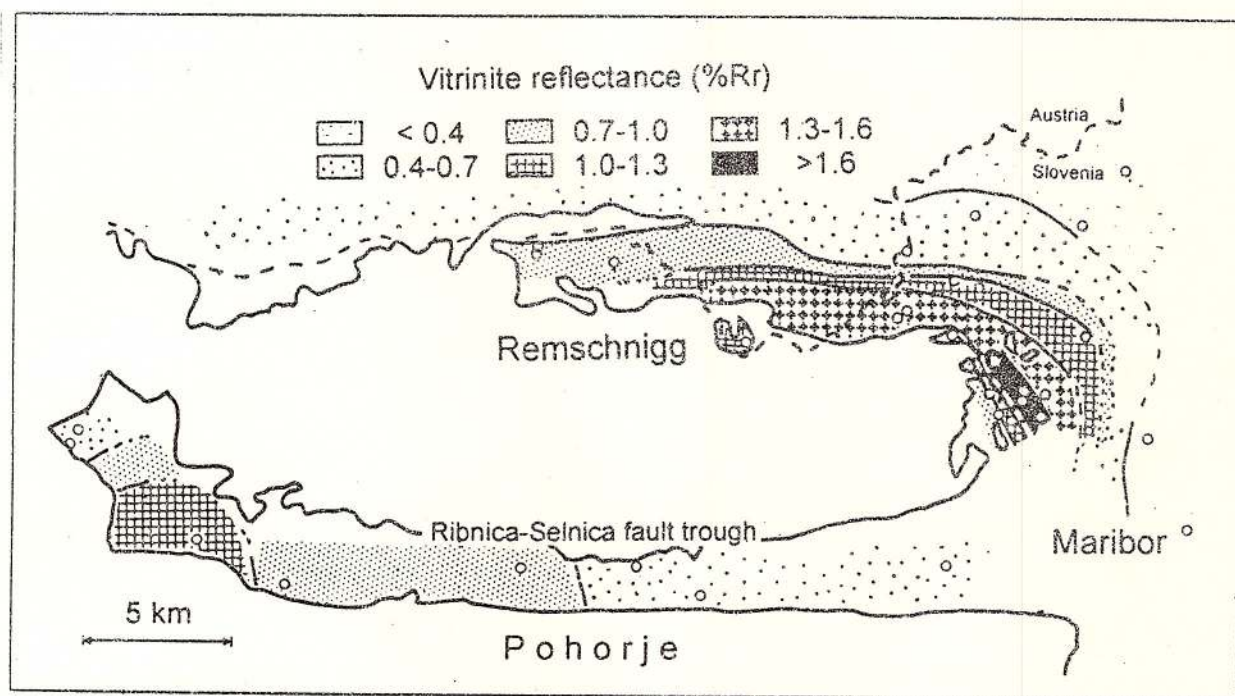 Vitrinite reflectance (%Rr)
< 0.4 0.7-1.0 1.3-1.6
0.4-0.7 1.0-1.3 >1.6
Austria
Slovenia
Remschnigg
Ribnica-Selnica fault trough
Maribor
5 km
Pohorje